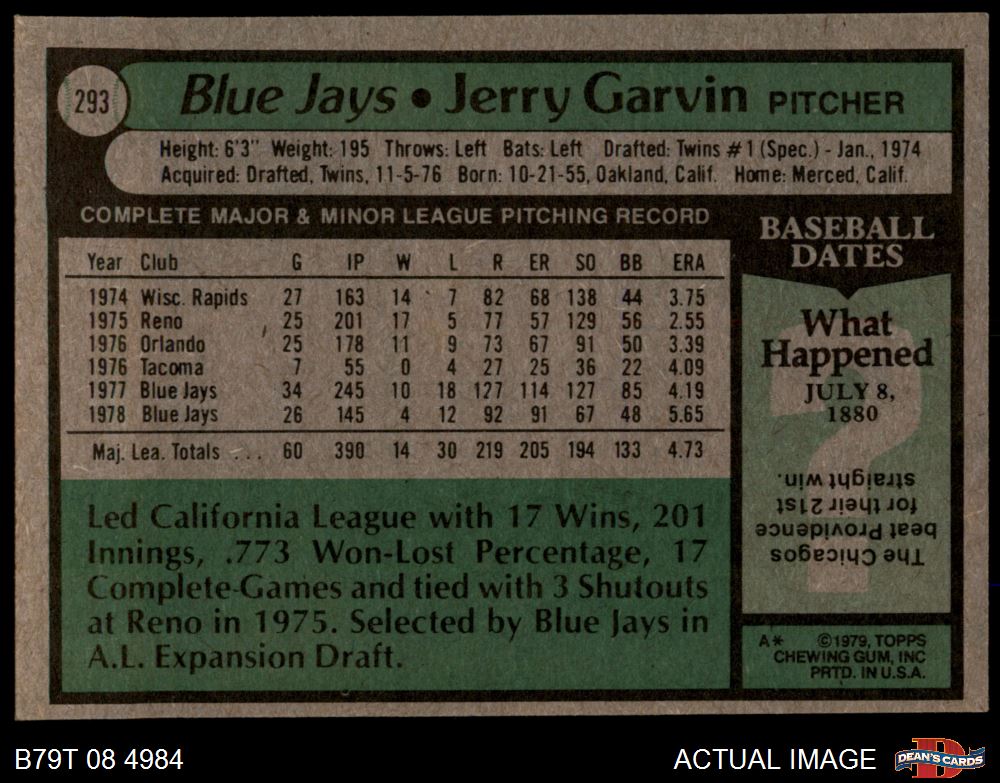 293
Blue Jays • Jerry Garvin PITCHER
Height: 6'3" Weight: 195 Throws: Left Bats: Left Drafted: Twins #1 (Spec.) - Jan., 1974
Acquired: Drafted, Twins, 11-5-76 Born: 10-21-55, Oakland, Calif. Home: Merced, Calif.
COMPLETE MAJOR & MINOR LEAGUE PITCHING RECORD
Year Club G IP W L R ER SO BB ERA
1974 Wisc. Rapids 27 163 14 7 82 68 138 44 3.75
1975 Reno 25 201 17 5 77 57 129 56 2.55
1976 Orlando 25 178 11 9 73 67 91 50 3.39
1976 Tacoma 7 55 0 4 27 25 36 22 4.09
1977 Blue Jays 34 245 10 18 127 114 127 85 4.19
1978 Blue Jays 26 145 4 12 92 91 67 48 5.65
Maj. Lea. Totals ... 60 390 14 30 219 205 194 133 4.73
Led California League with 17 Wins, 201
Innings, .773 Won-Lost Percentage, 17
Complete-Games and tied with 3 Shutouts
at Reno in 1975. Selected by Blue Jays in
A.L. Expansion Draft.
BASEBALL
DATES
What
Happened
JULY 8,
1880
?
The Chicagos
beat Providence
for their 21st
straight win.
A* ©1979, TOPPS
CHEWING GUM, INC
PRTD. IN U.S.A.
B79T 08 4984
ACTUAL IMAGE
D
DEAN'S CARDS